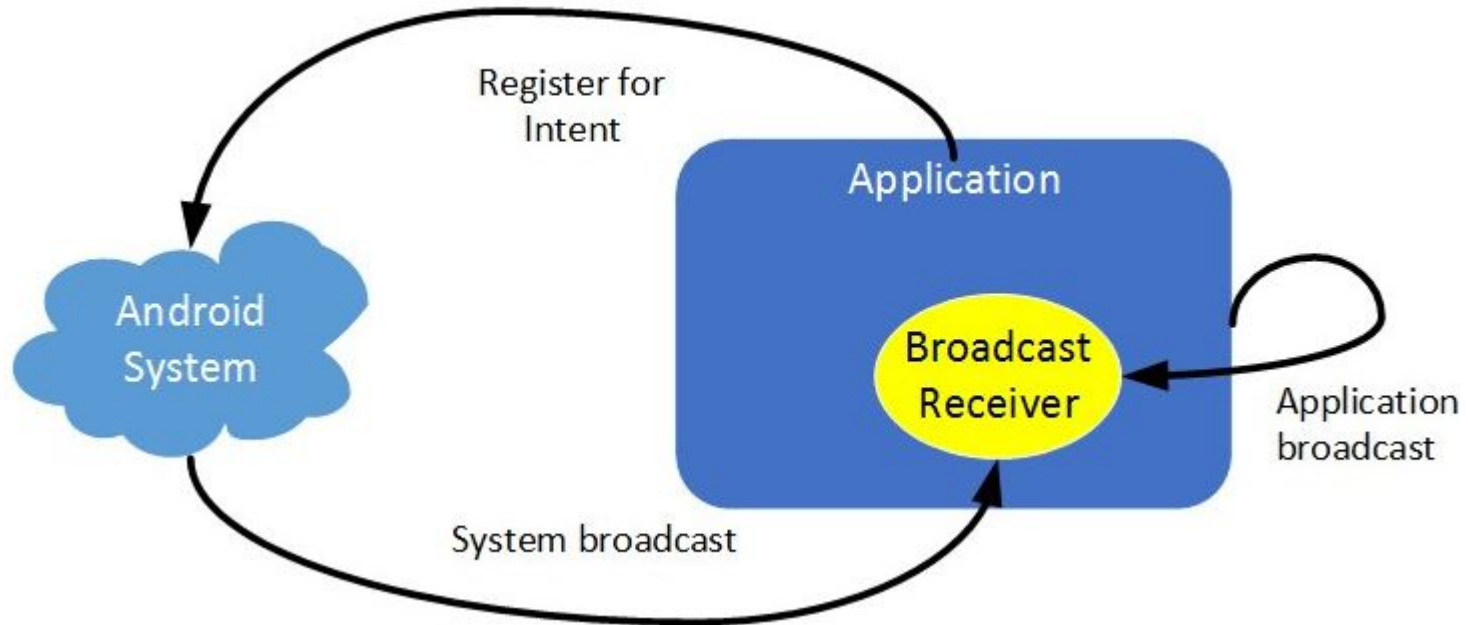 Register for
Intent
Application
Android
System
Broadcast
Receiver
Application
broadcast
System broadcast